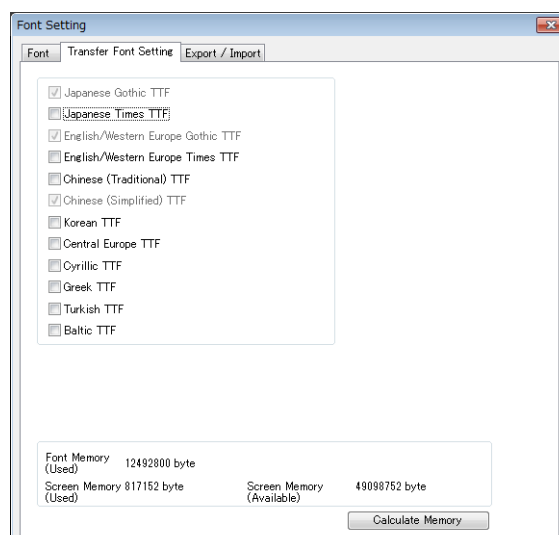 Font Setting
Font Transfer Font Setting Export / Import
Japanese Gothic TTF
Japanese Times TTF
English/Western Europe Gothic TTF
English/Western Europe Times TTF
Chinese (Traditional) TTF
Chinese (Simplified) TTF
Korean TTF
Central Europe TTF
Cyrillic TTF
Greek TTF
Turkish TTF
Baltic TTF
Font Memory
(Used) 12492800 byte
Screen Memory 817152 byte Screen Memory 49098752 byte
(Used) (Available)
Calculate Memory